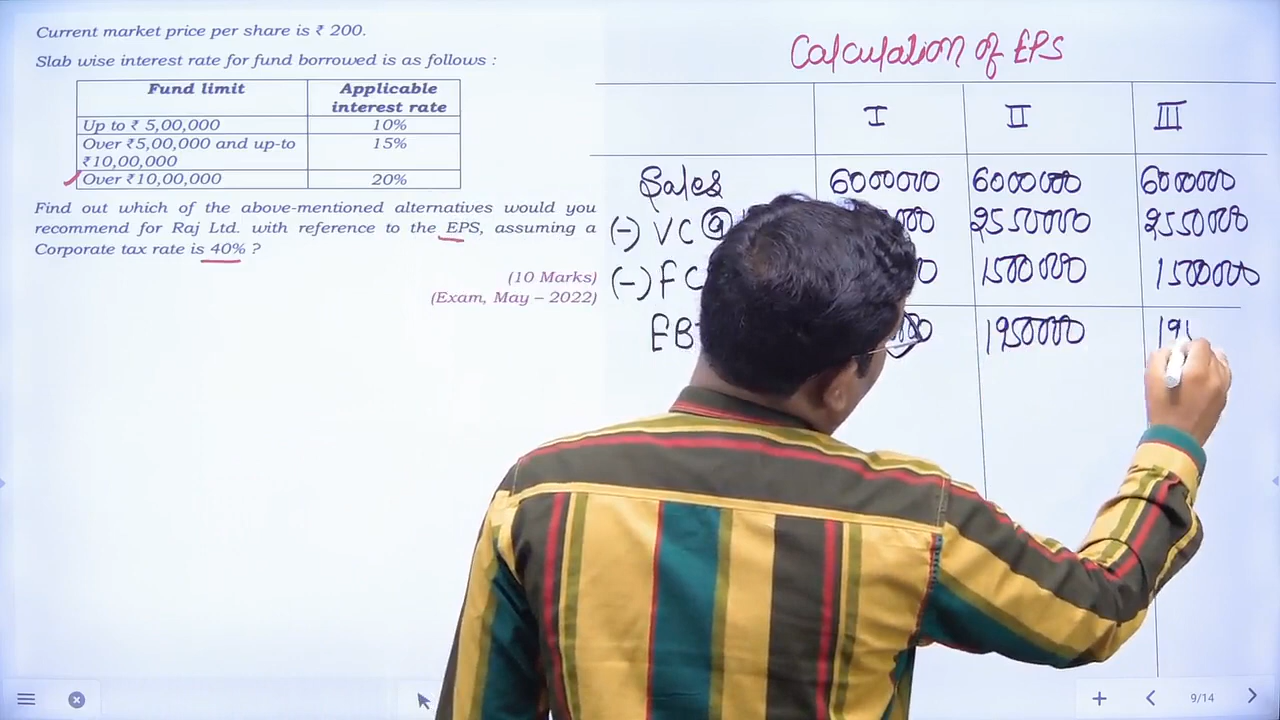 Current market price per share is ₹ 200.
Slab wise interest rate for fund borrowed is as follows :
Fund limit Applicable interest rate
Up to ₹ 5,00,000 10%
Over ₹5,00,000 and up-to ₹10,00,000 15%
Over ₹10,00,000 20%
Find out which of the above-mentioned alternatives would you
recommend for Raj Ltd. with reference to the EPS, assuming a
Corporate tax rate is 40% ?
(10 Marks)
(Exam, May – 2022)
Calculation of EPS
I II III
Sales 6000000 6000000 6000000
(-) VC @ 2550000 2550000
(-) FC 1500000 1500000
EB 1950000
9/14